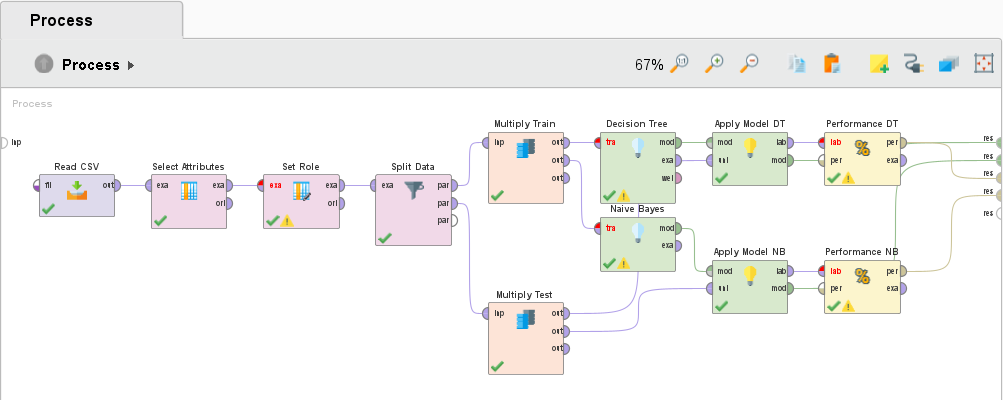 Process
Process
67%
Process
Inp
Read CSV
fil
out
Select Attributes
exa
exa
ori
Set Role
exa
exa
ori
Split Data
exa
par
par
par
Multiply Train
Inp
out
out
out
Decision Tree
tra
mod
exa
wei
Naive Bayes
tra
mod
exa
Apply Model DT
mod
lab
unl
mod
Performance DT
lab
per
per
exa
Apply Model NB
mod
lab
unl
mod
Performance NB
lab
per
per
exa
Multiply Test
Inp
out
out
out
res
res
res
res
res